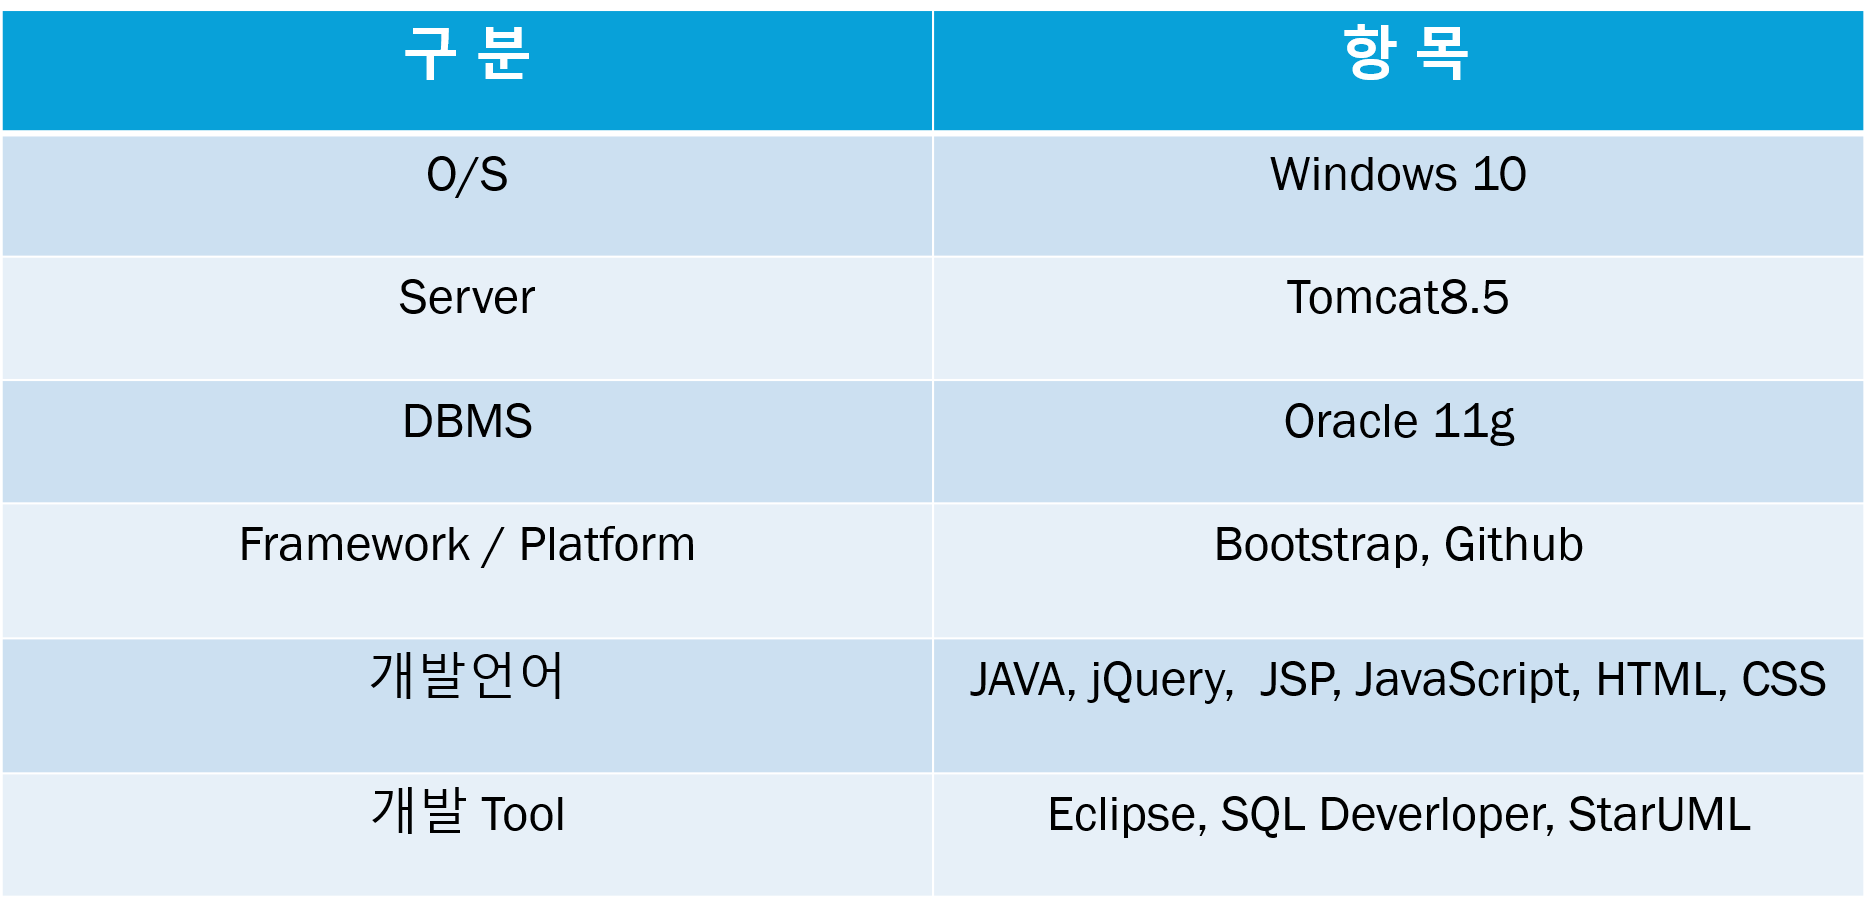 구 분 항 목
O/S Windows 10
Server Tomcat8.5
DBMS Oracle 11g
Framework / Platform Bootstrap, Github
개발언어 JAVA, jQuery, JSP, JavaScript, HTML, CSS
개발 Tool Eclipse, SQL Deverloper, StarUML